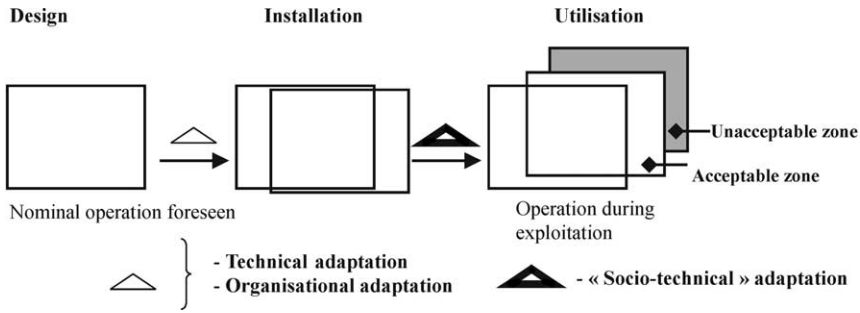 Design
Installation
Utilisation
Unacceptable zone
Acceptable zone
Nominal operation foreseen
Operation during
exploitation
- Technical adaptation
- Organisational adaptation
- « Socio-technical » adaptation